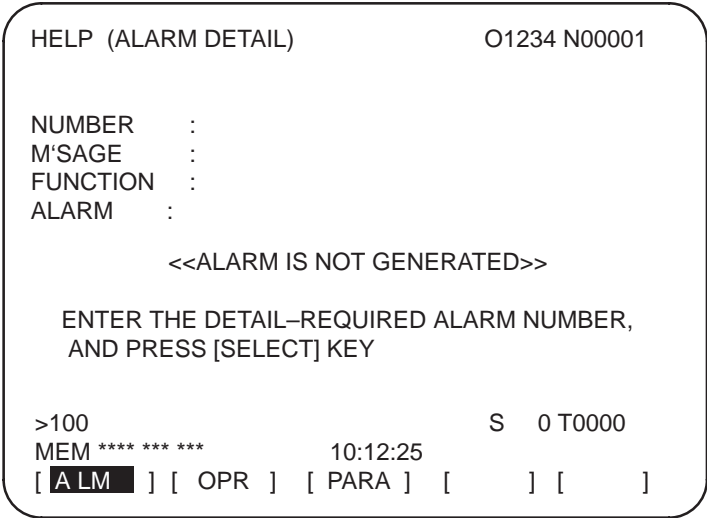 HELP (ALARM DETAIL) O1234 N00001
NUMBER :
M‘SAGE :
FUNCTION :
ALARM :
<<ALARM IS NOT GENERATED>>
ENTER THE DETAIL–REQUIRED ALARM NUMBER,
AND PRESS [SELECT] KEY
>100 S 0 T0000
MEM **** *** *** 10:12:25
[ A LM ] [ OPR ] [ PARA ] [ ] [ ]